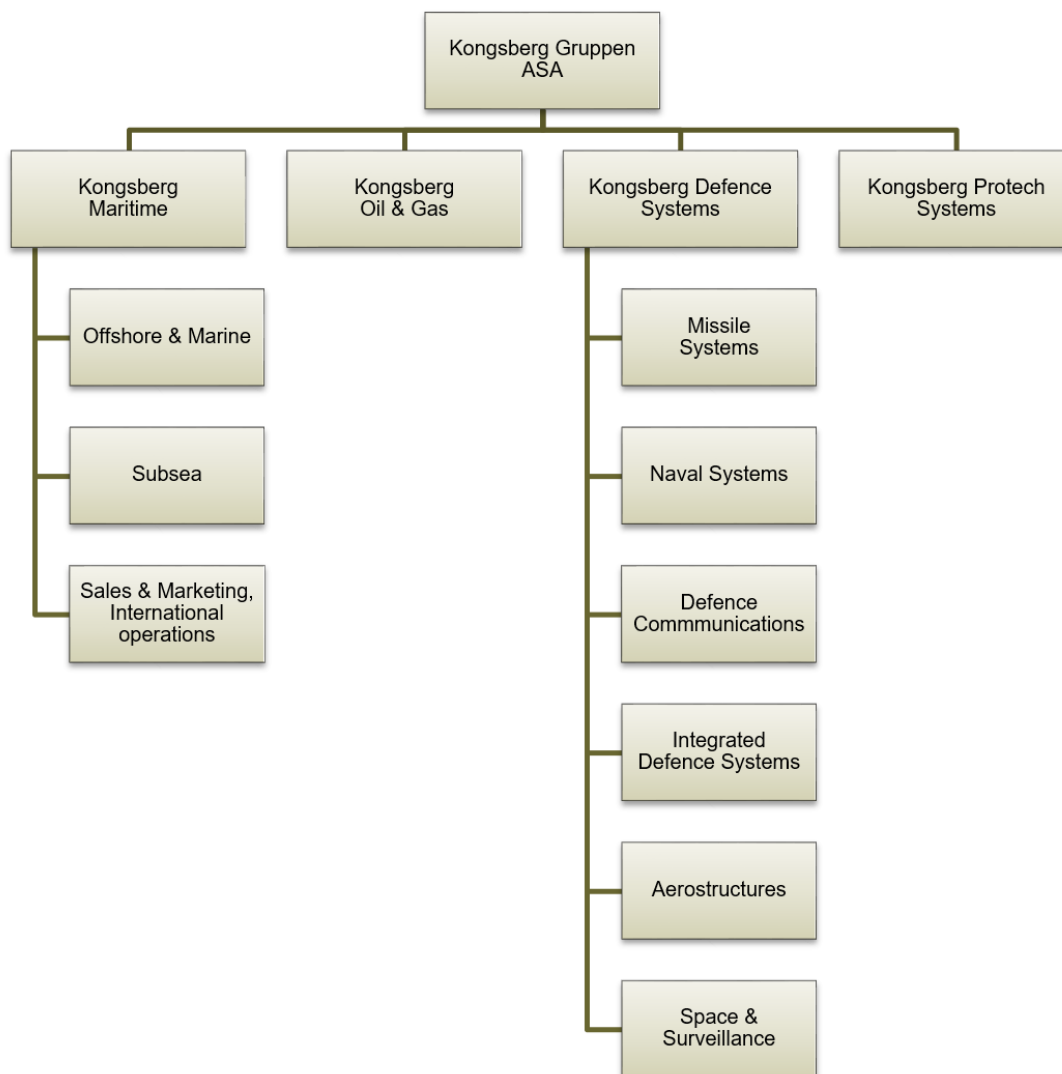 Kongsberg Gruppen
ASA
Kongsberg
Maritime
Kongsberg
Oil & Gas
Kongsberg Defence
Systems
Kongsberg Protech
Systems
Offshore & Marine
Subsea
Sales & Marketing,
International
operations
Missile
Systems
Naval Systems
Defence
Commmunications
Integrated
Defence Systems
Aerostructures
Space &
Surveillance